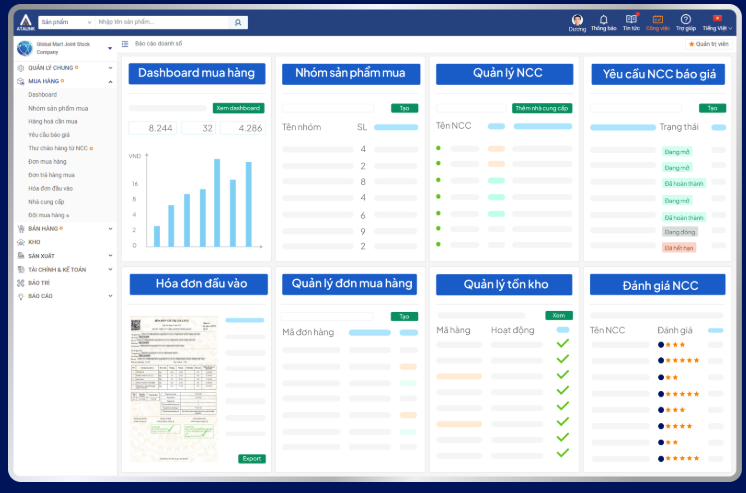 ATALINK
Sản phẩm
Nhập tên sản phẩm...
Dương
Thông báo
Tin tức
Công việc
Trợ giúp
Tiếng Việt
Global Mart Joint Stock
Company
Báo cáo doanh số
Quản trị viên
QUẢN LÝ CHUNG
MUA HÀNG
Dashboard
Nhóm sản phẩm mua
Hàng hoá cần mua
Yêu cầu báo giá
Thư chào hàng từ NCC
Đơn mua hàng
Đơn trả hàng mua
Hóa đơn đầu vào
Nhà cung cấp
Đội mua hàng
BÁN HÀNG
KHO
SẢN XUẤT
TÀI CHÍNH & KẾ TOÁN
BẢO TRÌ
BÁO CÁO
Dashboard mua hàng
Xem dashboard
8.244
32
4.286
VND
16
8
4
2
0
Nhóm sản phẩm mua
Tạo
Tên nhóm
SL
4
2
8
4
6
9
2
Quản lý NCC
Thêm nhà cung cấp
Tên NCC
Yêu cầu NCC báo giá
Tạo
Trạng thái
Đang mở
Đang mở
Đã hoàn thành
Đang mở
Đã hoàn thành
Đang đóng
Đã hết hạn
Hóa đơn đầu vào
Export
Quản lý đơn mua hàng
Tạo
Mã đơn hàng
Quản lý tồn kho
Xem
Mã hàng
Hoạt động
Đánh giá NCC
Tên NCC
Đánh giá